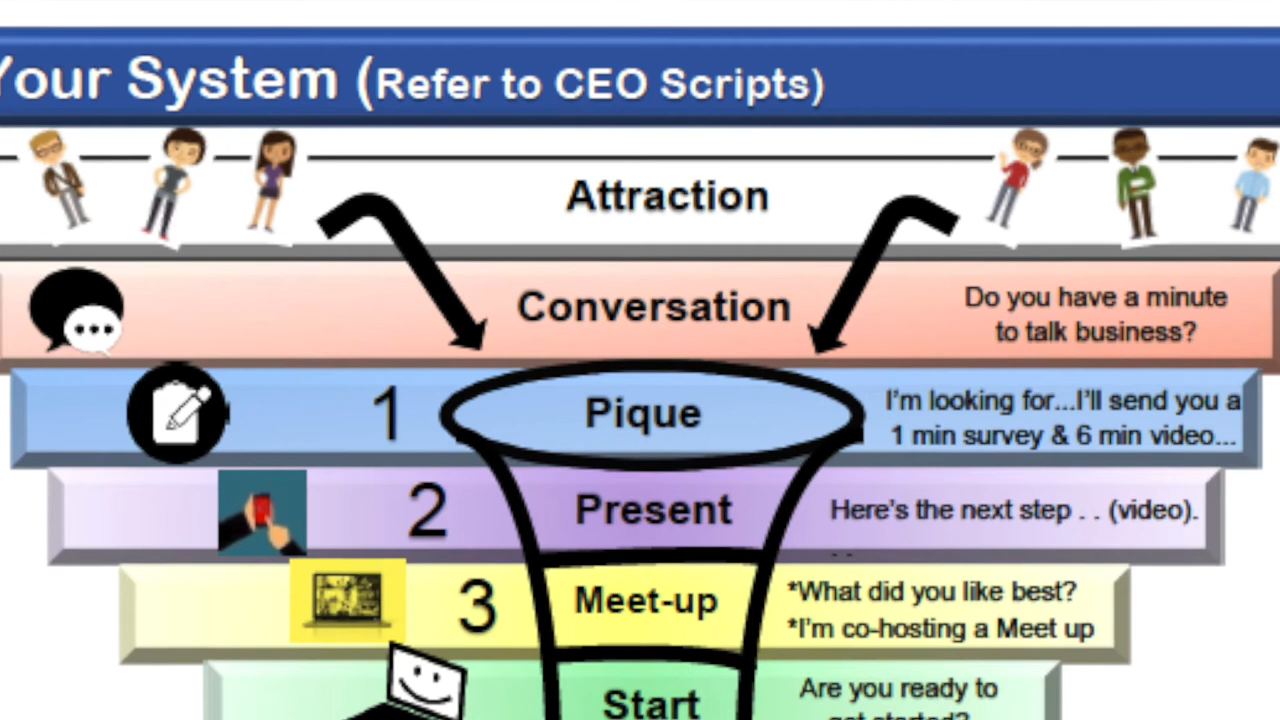 Your System (Refer to CEO Scripts)
Attraction
Conversation
Do you have a minute
to talk business?
1
Pique
I'm looking for...I'll send you a
1 min survey & 6 min video...
2
Present
Here's the next step . . (video).
. .
3
Meet-up
*What did you like best?
*I'm co-hosting a Meet up
Start
Are you ready to
get started?